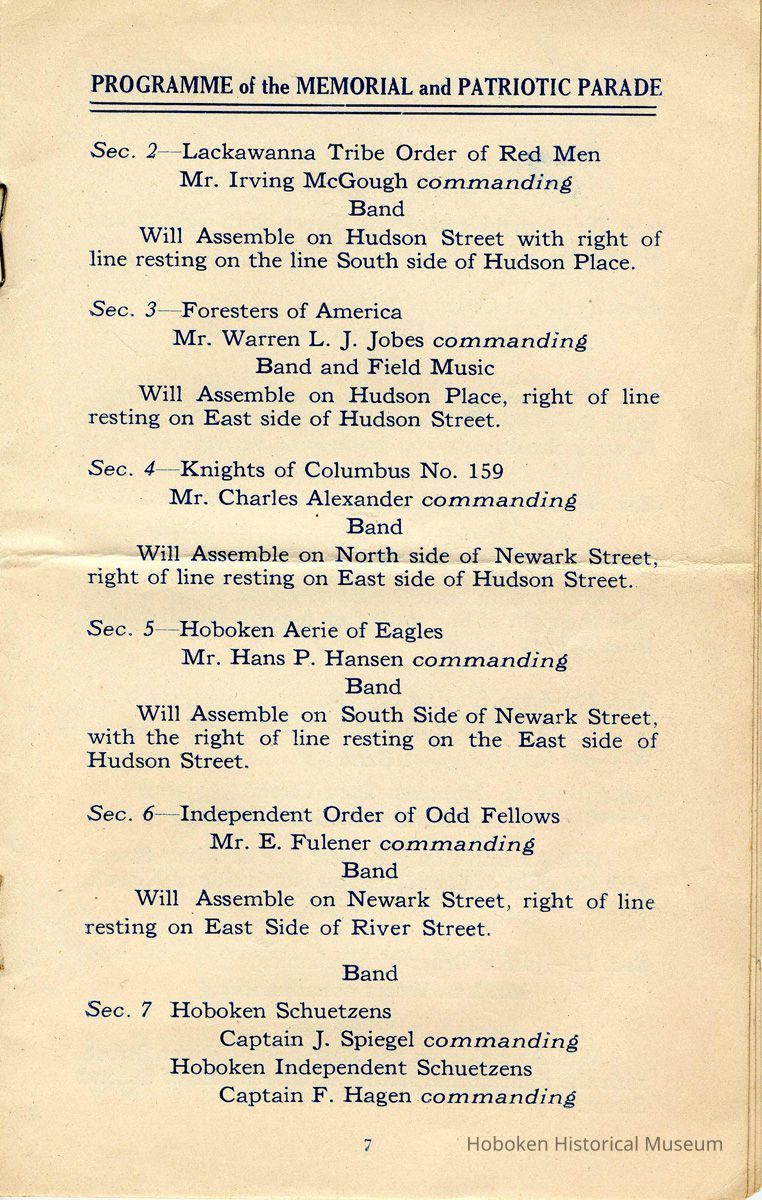 PROGRAMME of the MEMORIAL and PATRIOTIC PARADE
Sec. 2—Lackawanna Tribe Order of Red Men
Mr. Irving McGough commanding
Band
Will Assemble on Hudson Street with right of
line resting on the line South side of Hudson Place.
Sec. 3—Foresters of America
Mr. Warren L. J. Jobes commanding
Band and Field Music
Will Assemble on Hudson Place, right of line
resting on East side of Hudson Street.
Sec. 4—Knights of Columbus No. 159
Mr. Charles Alexander commanding
Band
Will Assemble on North side of Newark Street,
right of line resting on East side of Hudson Street.
Sec. 5—Hoboken Aerie of Eagles
Mr. Hans P. Hansen commanding
Band
Will Assemble on South Side of Newark Street,
with the right of line resting on the East side of
Hudson Street.
Sec. 6—Independent Order of Odd Fellows
Mr. E. Fulener commanding
Band
Will Assemble on Newark Street, right of line
resting on East Side of River Street.
Band
Sec. 7 Hoboken Schuetzens
Captain J. Spiegel commanding
Hoboken Independent Schuetzens
Captain F. Hagen commanding
7
Hoboken Historical Museum